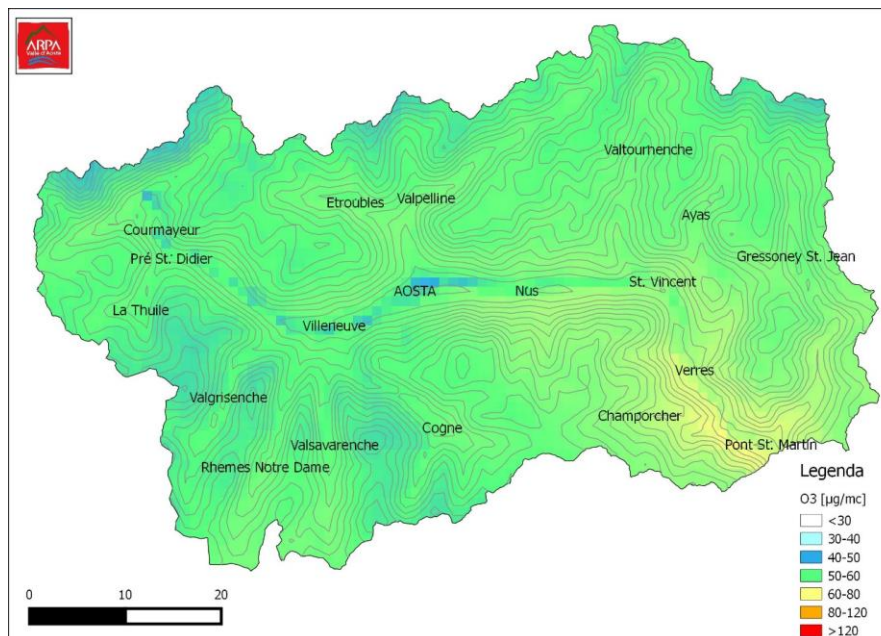 ARPA
Valle d'Aosta
Valtournenche
Etroubles
Valpelline
Ayas
Courmayeur
Pré St. Didier
Gressoney St. Jean
La Thuile
AOSTA
Nus
St. Vincent
Villeneuve
Verres
Valgrisenche
Champorcher
Cogne
Valsavarenche
Pont St. Martin
Rhemes Notre Dame
Legenda
O3 [µg/mc]
<30
30-40
40-50
50-60
60-80
80-120
>120
0 10 20